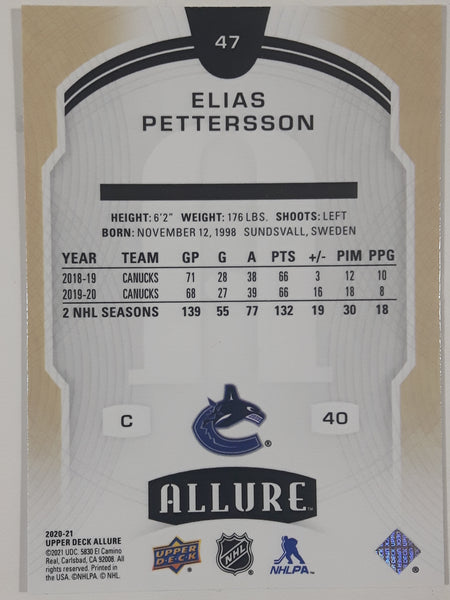 47
ELIAS
PETTERSSON
HEIGHT: 6'2" WEIGHT: 176 LBS. SHOOTS: LEFT
BORN: NOVEMBER 12, 1998 SUNDSVALL, SWEDEN
YEAR TEAM GP G A PTS +/- PIM PPG
2018-19 CANUCKS 71 28 38 66 3 12 10
2019-20 CANUCKS 68 27 39 66 16 18 8
2 NHL SEASONS 139 55 77 132 19 30 18
C 40
®
ALLURE™
2020-21
UPPER DECK ALLURE
©2021 UDC. 5830 El Camino
Real, Carlsbad, CA 92008. All
rights reserved. Printed in
the USA. ©NHLPA. © NHL.
UPPER DECK
NHL
NHLPA
®